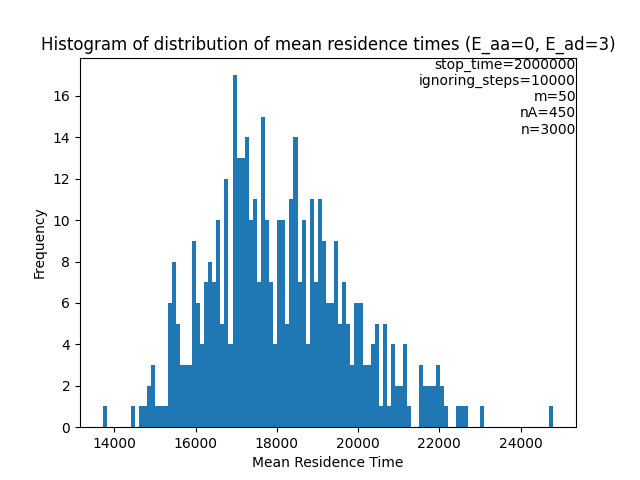 Histogram of distribution of mean residence times (E_aa=0, E_ad=3)
stop_time=2000000
ignoring_steps=10000
m=50
nA=450
n=3000
16
14
12
10
8
6
4
2
0
Frequency
14000 16000 18000 20000 22000 24000
Mean Residence Time